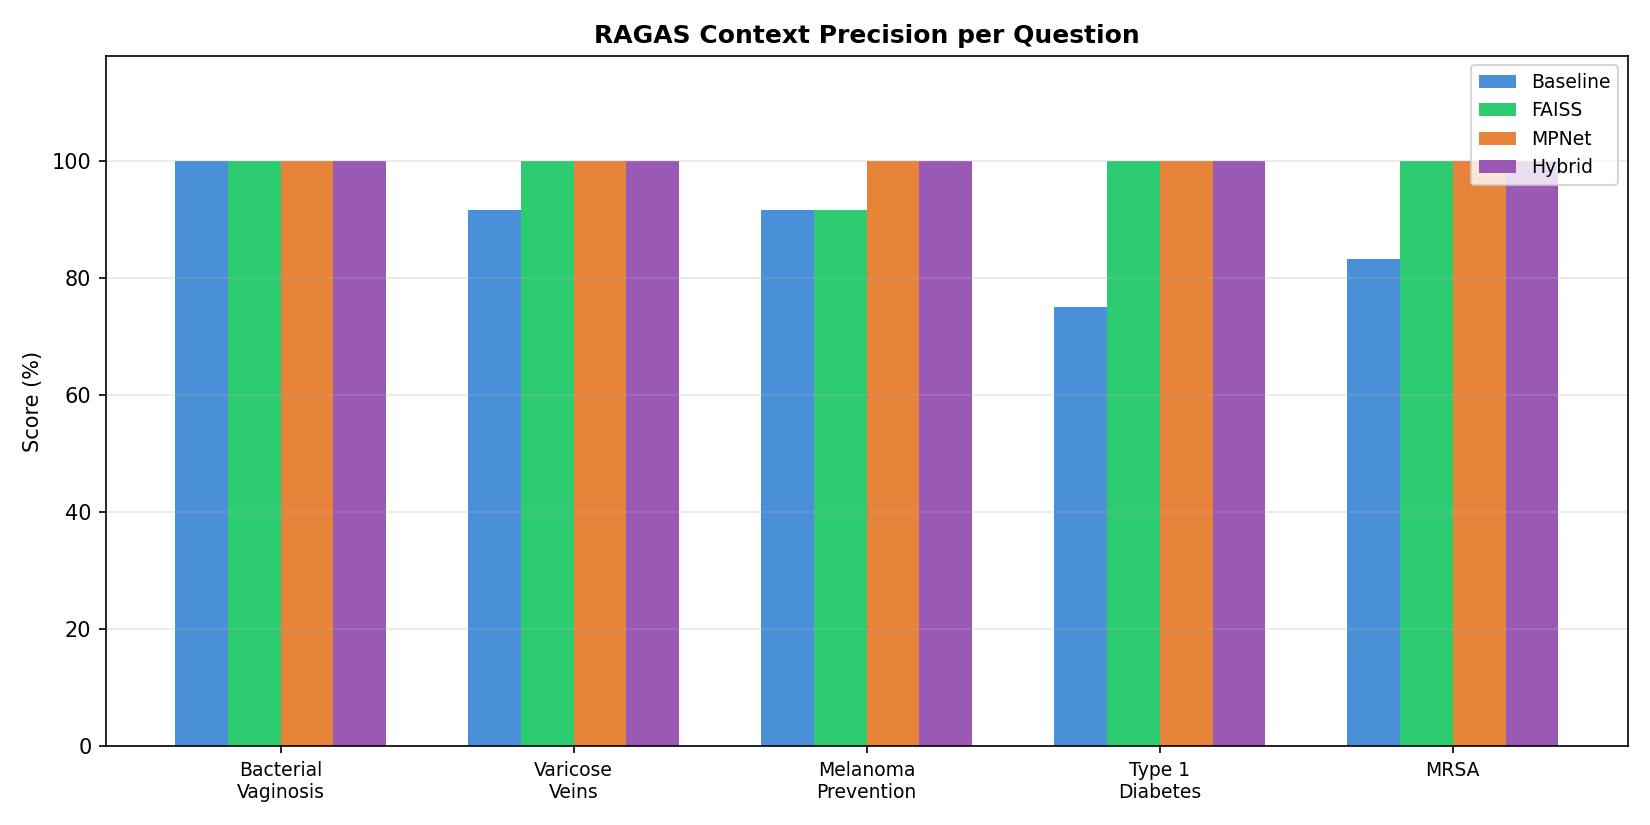 RAGAS Context Precision per Question
Baseline
FAISS
MPNet
Hybrid
Score (%)
100
80
60
40
20
0
Bacterial
Vaginosis
Varicose
Veins
Melanoma
Prevention
Type 1
Diabetes
MRSA